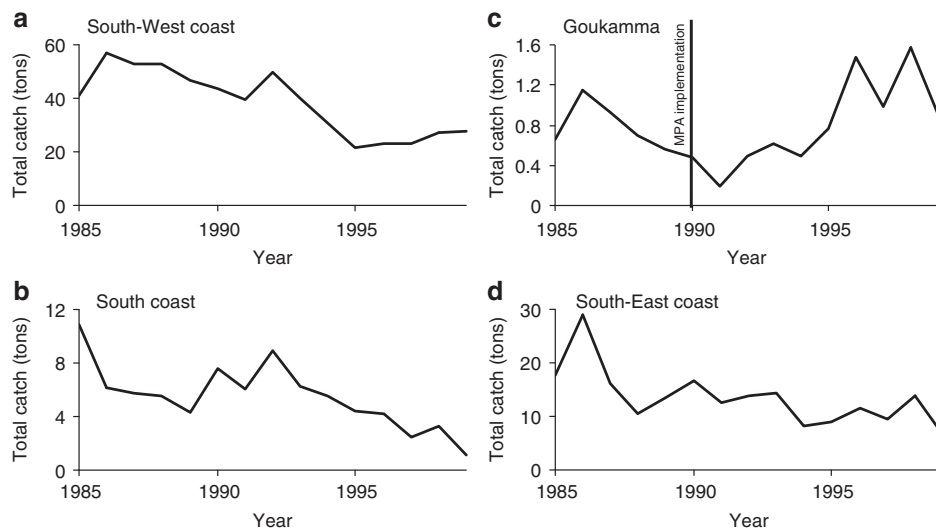 a
South-West coast
Total catch (tons)
60
40
20
0
1985
1990
1995
Year
b
South coast
Total catch (tons)
12
8
4
0
1985
1990
1995
Year
c
Goukamma
MPA implementation
Total catch (tons)
1.6
1.2
0.8
0.4
0
1985
1990
1995
Year
d
South-East coast
Total catch (tons)
30
20
10
0
1985
1990
1995
Year